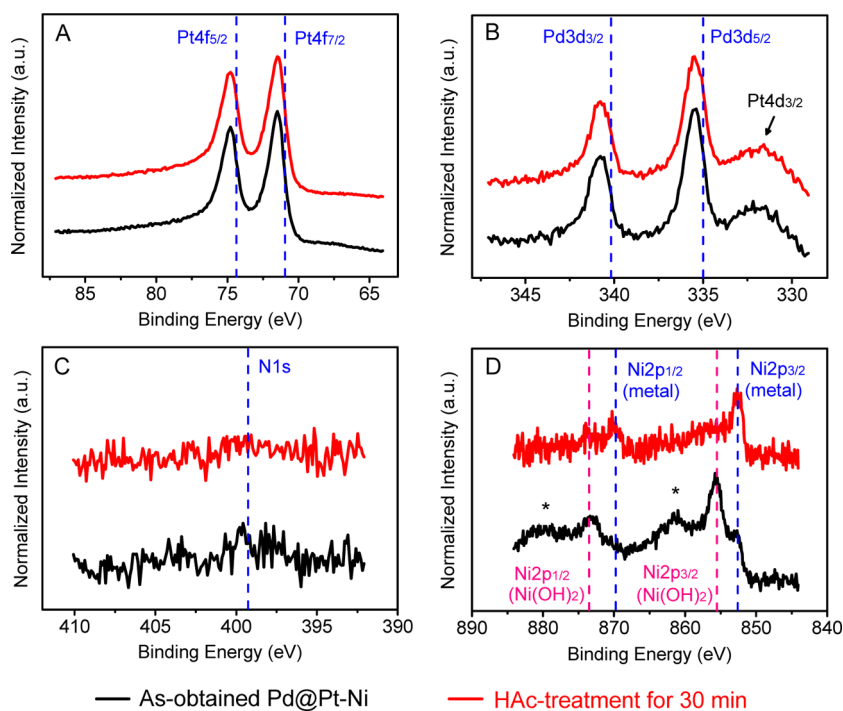 A
Pt4f5/2
Pt4f7/2
Normalized Intensity (a.u.)
85
80
75
70
65
Binding Energy (eV)
B
Pd3d3/2
Pd3d5/2
Pt4d3/2
Normalized Intensity (a.u.)
345
340
335
330
Binding Energy (eV)
C
N1s
Normalized Intensity (a.u.)
410
405
400
395
390
Binding Energy (eV)
D
Ni2p1/2
(metal)
Ni2p3/2
(metal)
*
*
Ni2p1/2
(Ni(OH)2)
Ni2p3/2
(Ni(OH)2)
Normalized Intensity (a.u.)
890
880
870
860
850
840
Binding Energy (eV)
As-obtained Pd@Pt-Ni
HAc-treatment for 30 min